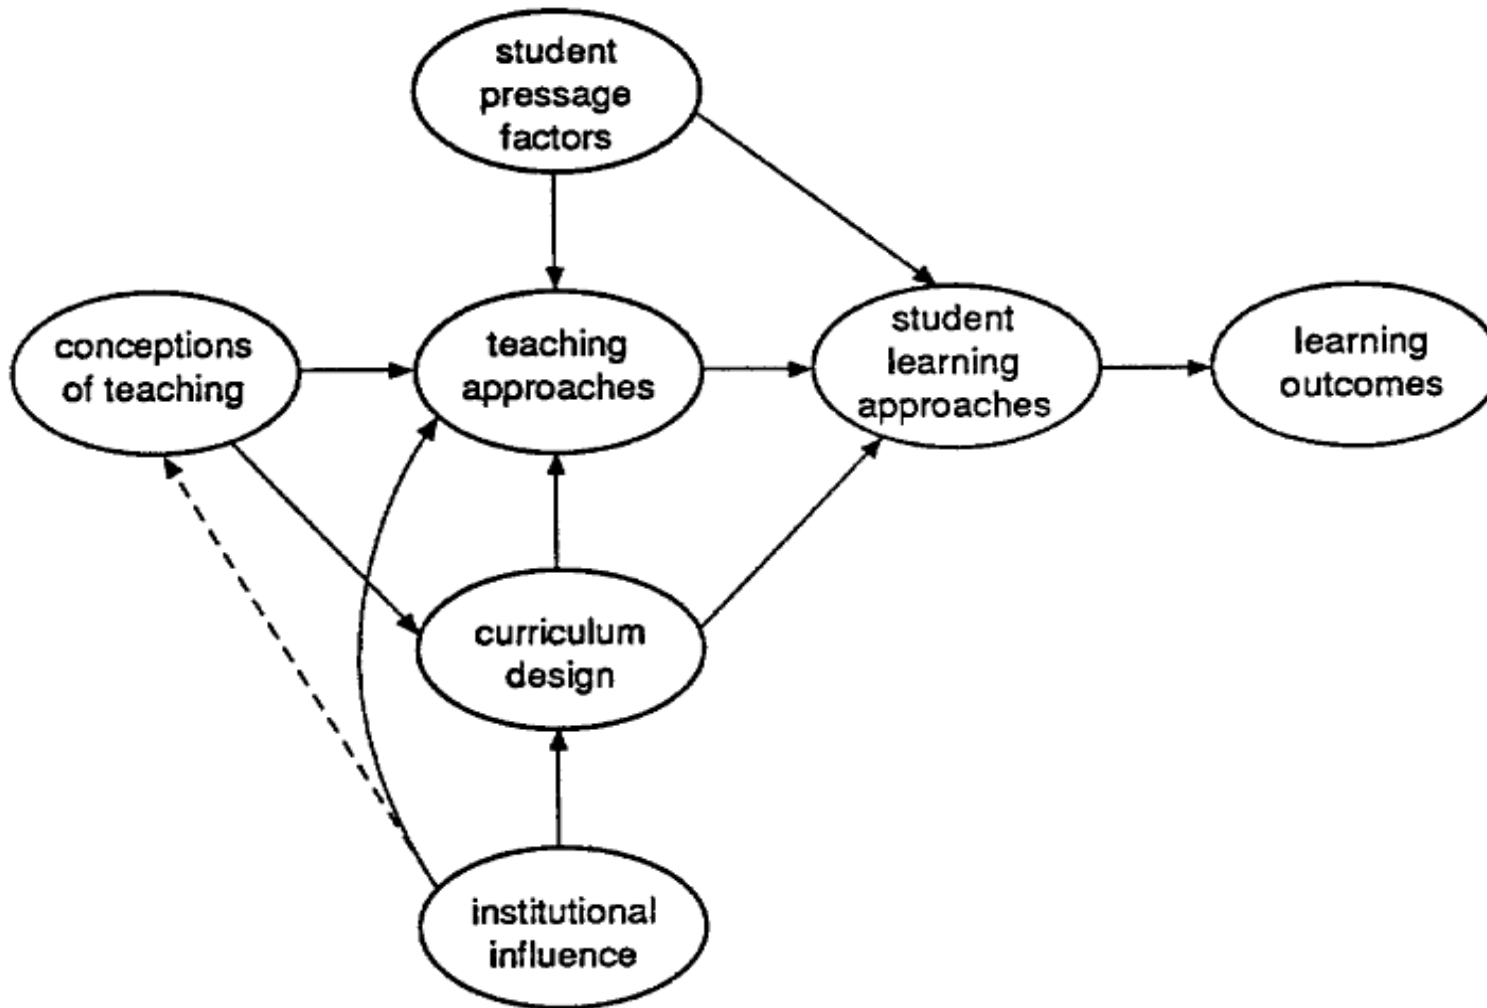 student
pressage
factors
conceptions
of teaching
teaching
approaches
student
learning
approaches
learning
outcomes
curriculum
design
institutional
influence